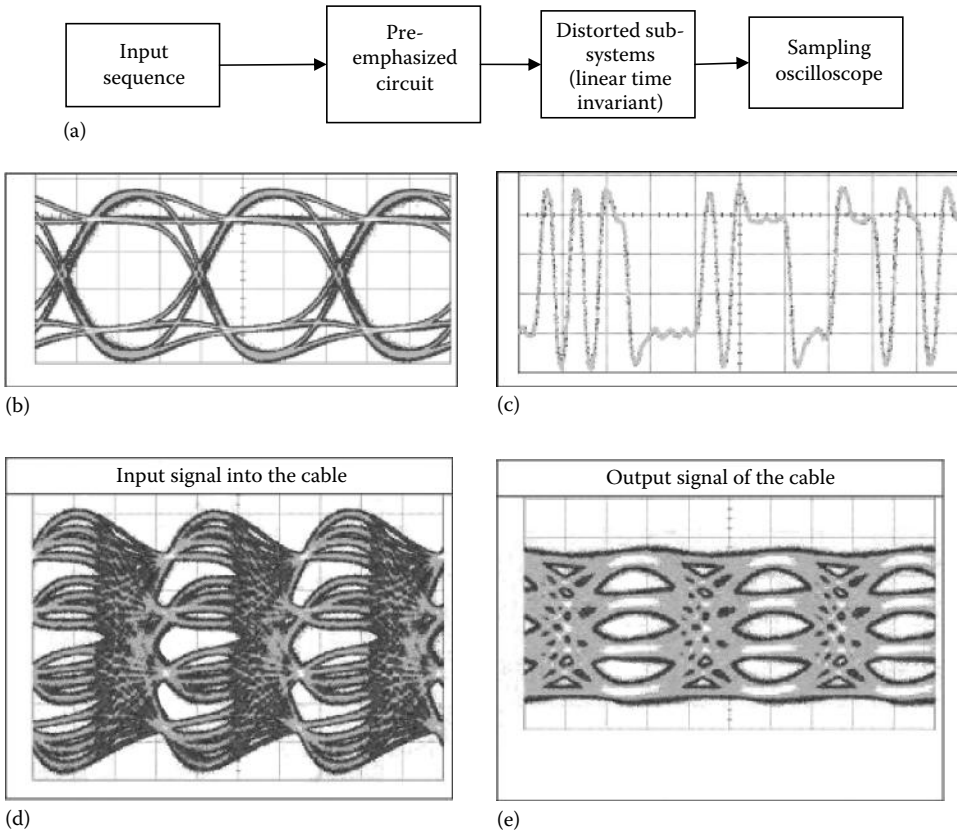 Input
sequence
Pre-
emphasized
circuit
Distorted sub-
systems
(linear time
invariant)
Sampling
oscilloscope
(a)
(b)
(c)
Input signal into the cable
Output signal of the cable
(d)
(e)